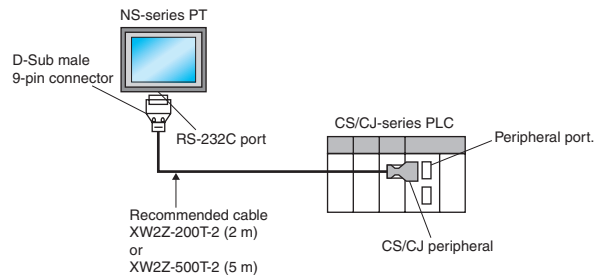 NS-series PT
D-Sub male
9-pin connector
RS-232C port
CS/CJ-series PLC
Peripheral port.
Recommended cable
XW2Z-200T-2 (2 m)
or
XW2Z-500T-2 (5 m)
CS/CJ peripheral